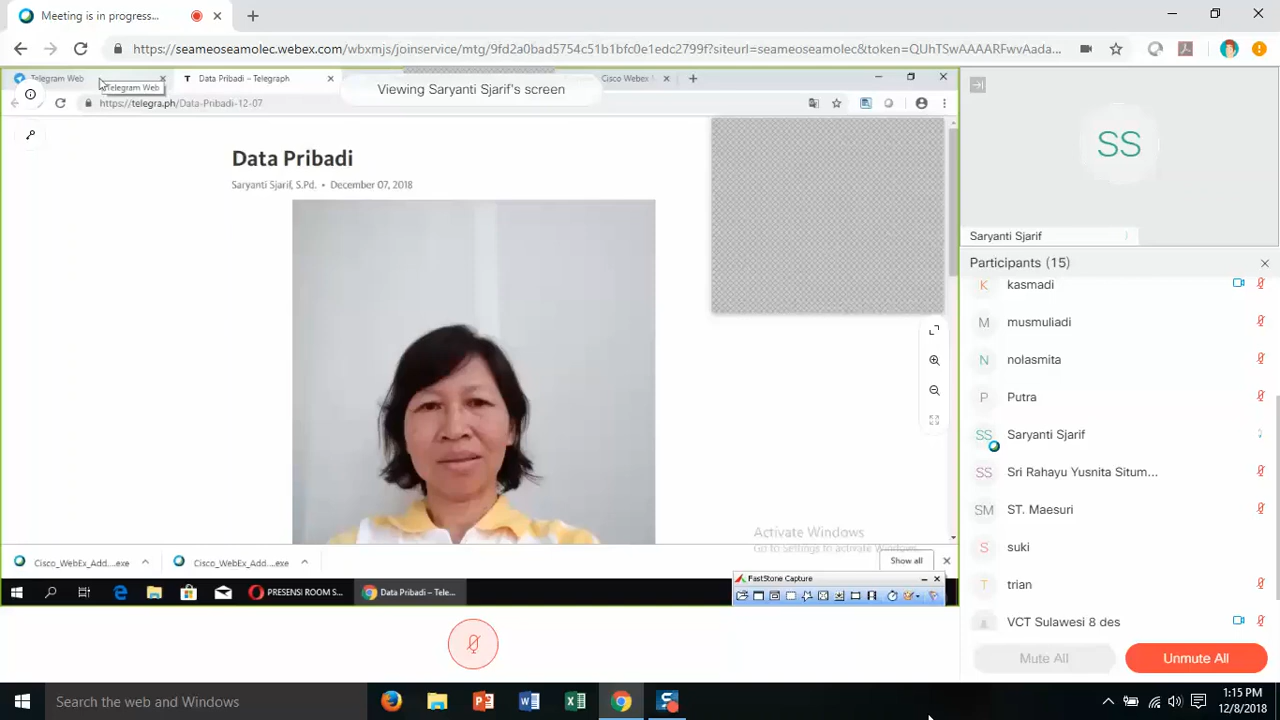 Meeting is in progress...
https://seameoseamolec.webex.com/wbxmjs/joinservice/mtg/9fd2a0bad5754c51b1bfc0e1edc2799f?siteurl=seameoseamolec&token=QUhTSwAAAARFwvAada...
Telegram Web
Data Pribadi – Telegraph
Cisco Webex
Telegram Web
Viewing Saryanti Sjarif's screen
https://telegra.ph/Data-Pribadi-12-07
Data Pribadi
Saryanti Sjarif, S.Pd. • December 07, 2018
SS
Saryanti Sjarif
Participants (15)
K kasmadi
M musmuliadi
N nolasmita
P Putra
SS Saryanti Sjarif
SS Sri Rahayu Yusnita Situm...
SM ST. Maesuri
S suki
T trian
VCT Sulawesi 8 des
Mute All
Unmute All
Activate Windows
Go to Settings to activate Windows.
Cisco_WebEx_Add....exe
Cisco_WebEx_Add....exe
Show all
FastStone Capture
PRESENSI ROOM S...
Data Pribadi – Tele...
Search the web and Windows
1:15 PM
12/8/2018